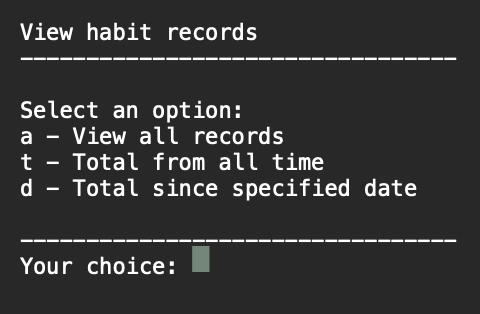 View habit records
---------------------------------
Select an option:
a - View all records
t - Total from all time
d - Total since specified date
---------------------------------
Your choice: